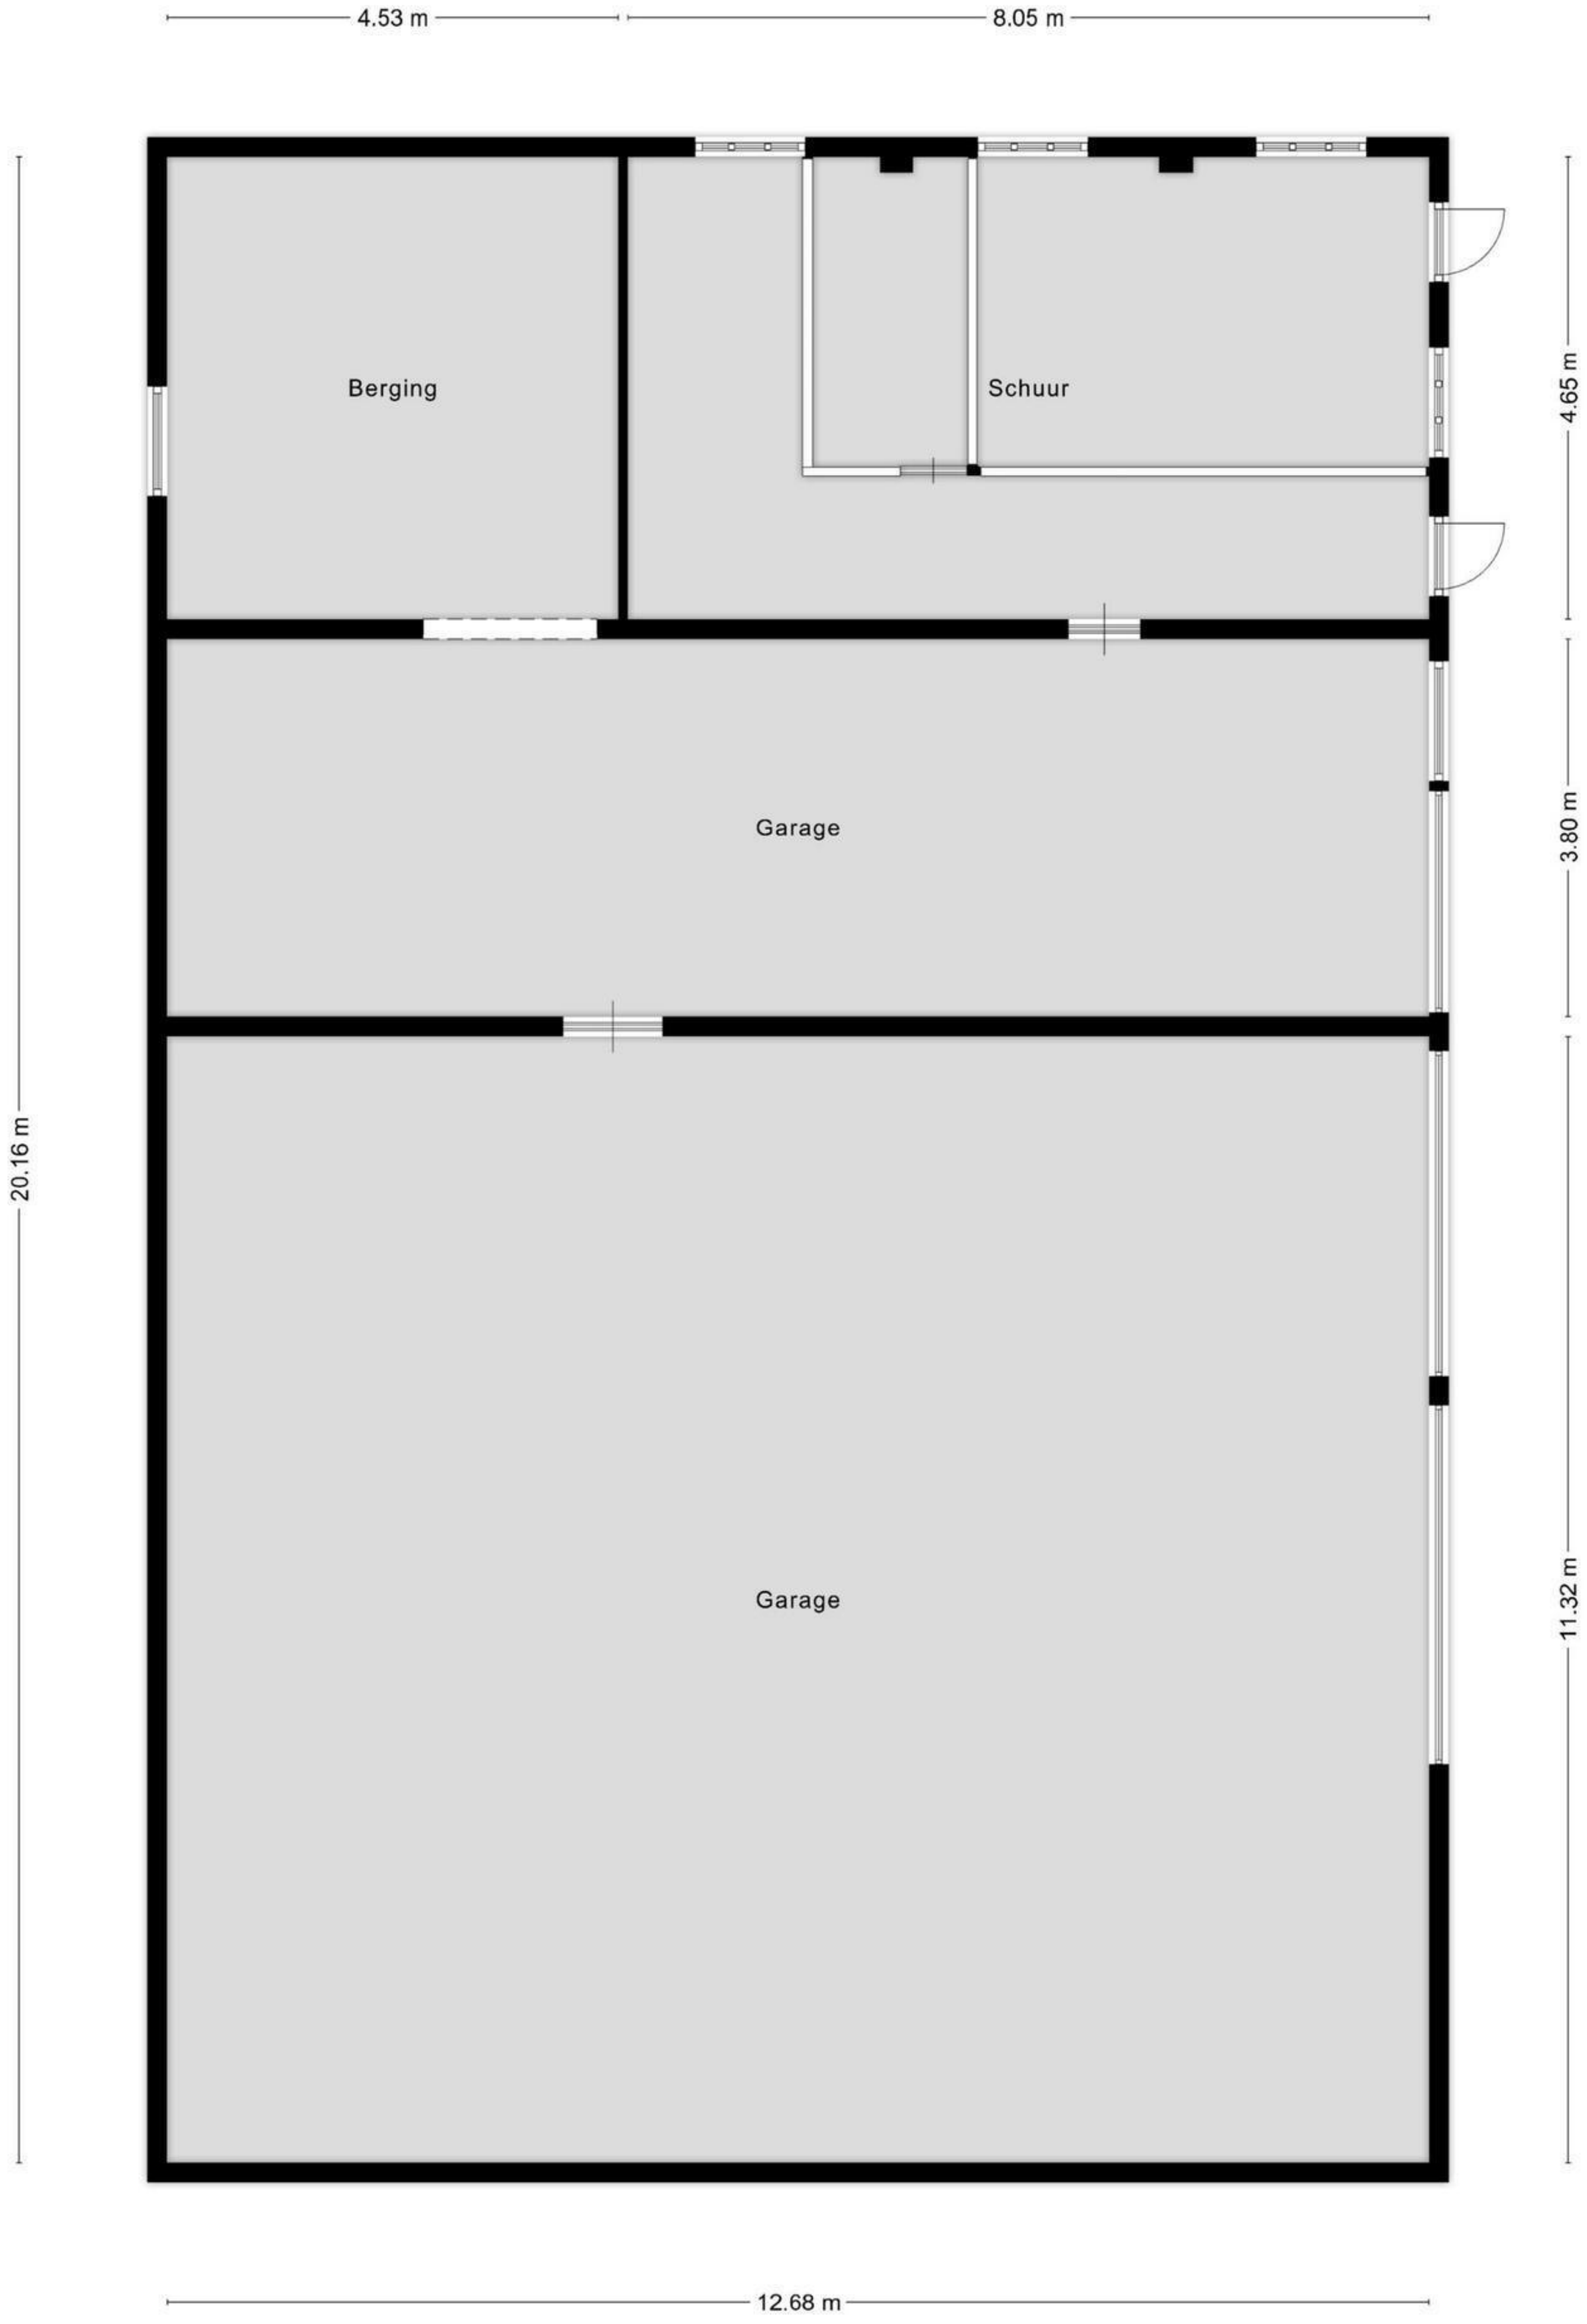 4.53 m
8.05 m
Berging
Schuur
4.65 m
Garage
3.80 m
20.16 m
Garage
11.32 m
12.68 m